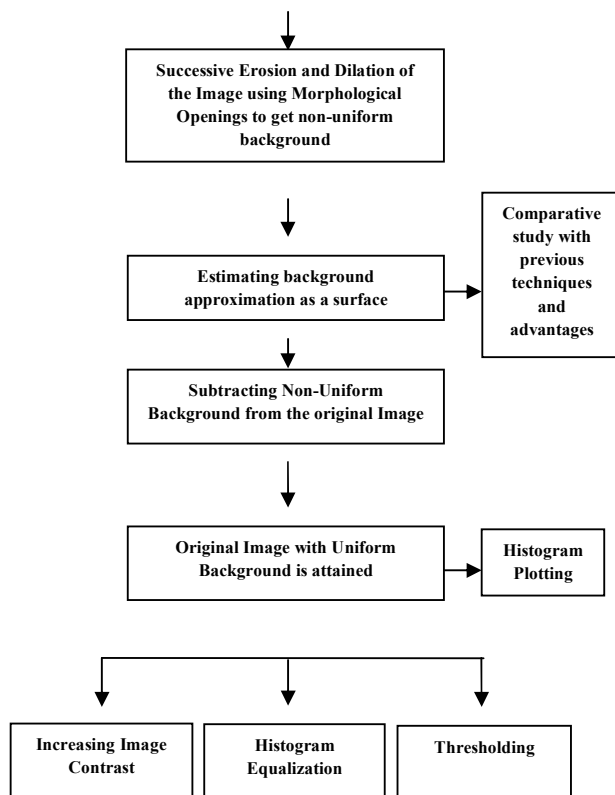 Successive Erosion and Dilation of
the Image using Morphological
Openings to get non-uniform
background
Comparative
study with
previous
techniques
and
advantages
Estimating background
approximation as a surface
Subtracting Non-Uniform
Background from the original Image
Original Image with Uniform
Background is attained
Histogram
Plotting
Increasing Image
Contrast
Histogram
Equalization
Thresholding